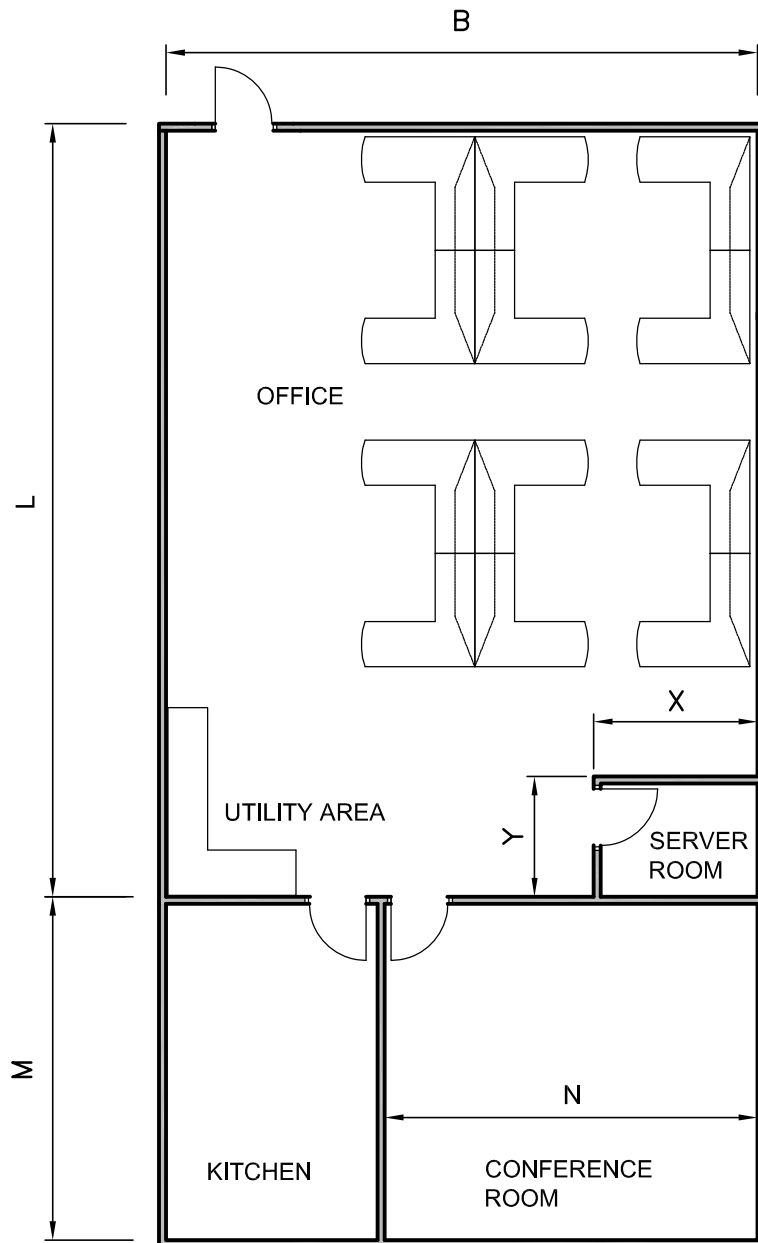 B
OFFICE
L
X
UTILITY AREA
Y
SERVER
ROOM
M
N
KITCHEN
CONFERENCE
ROOM